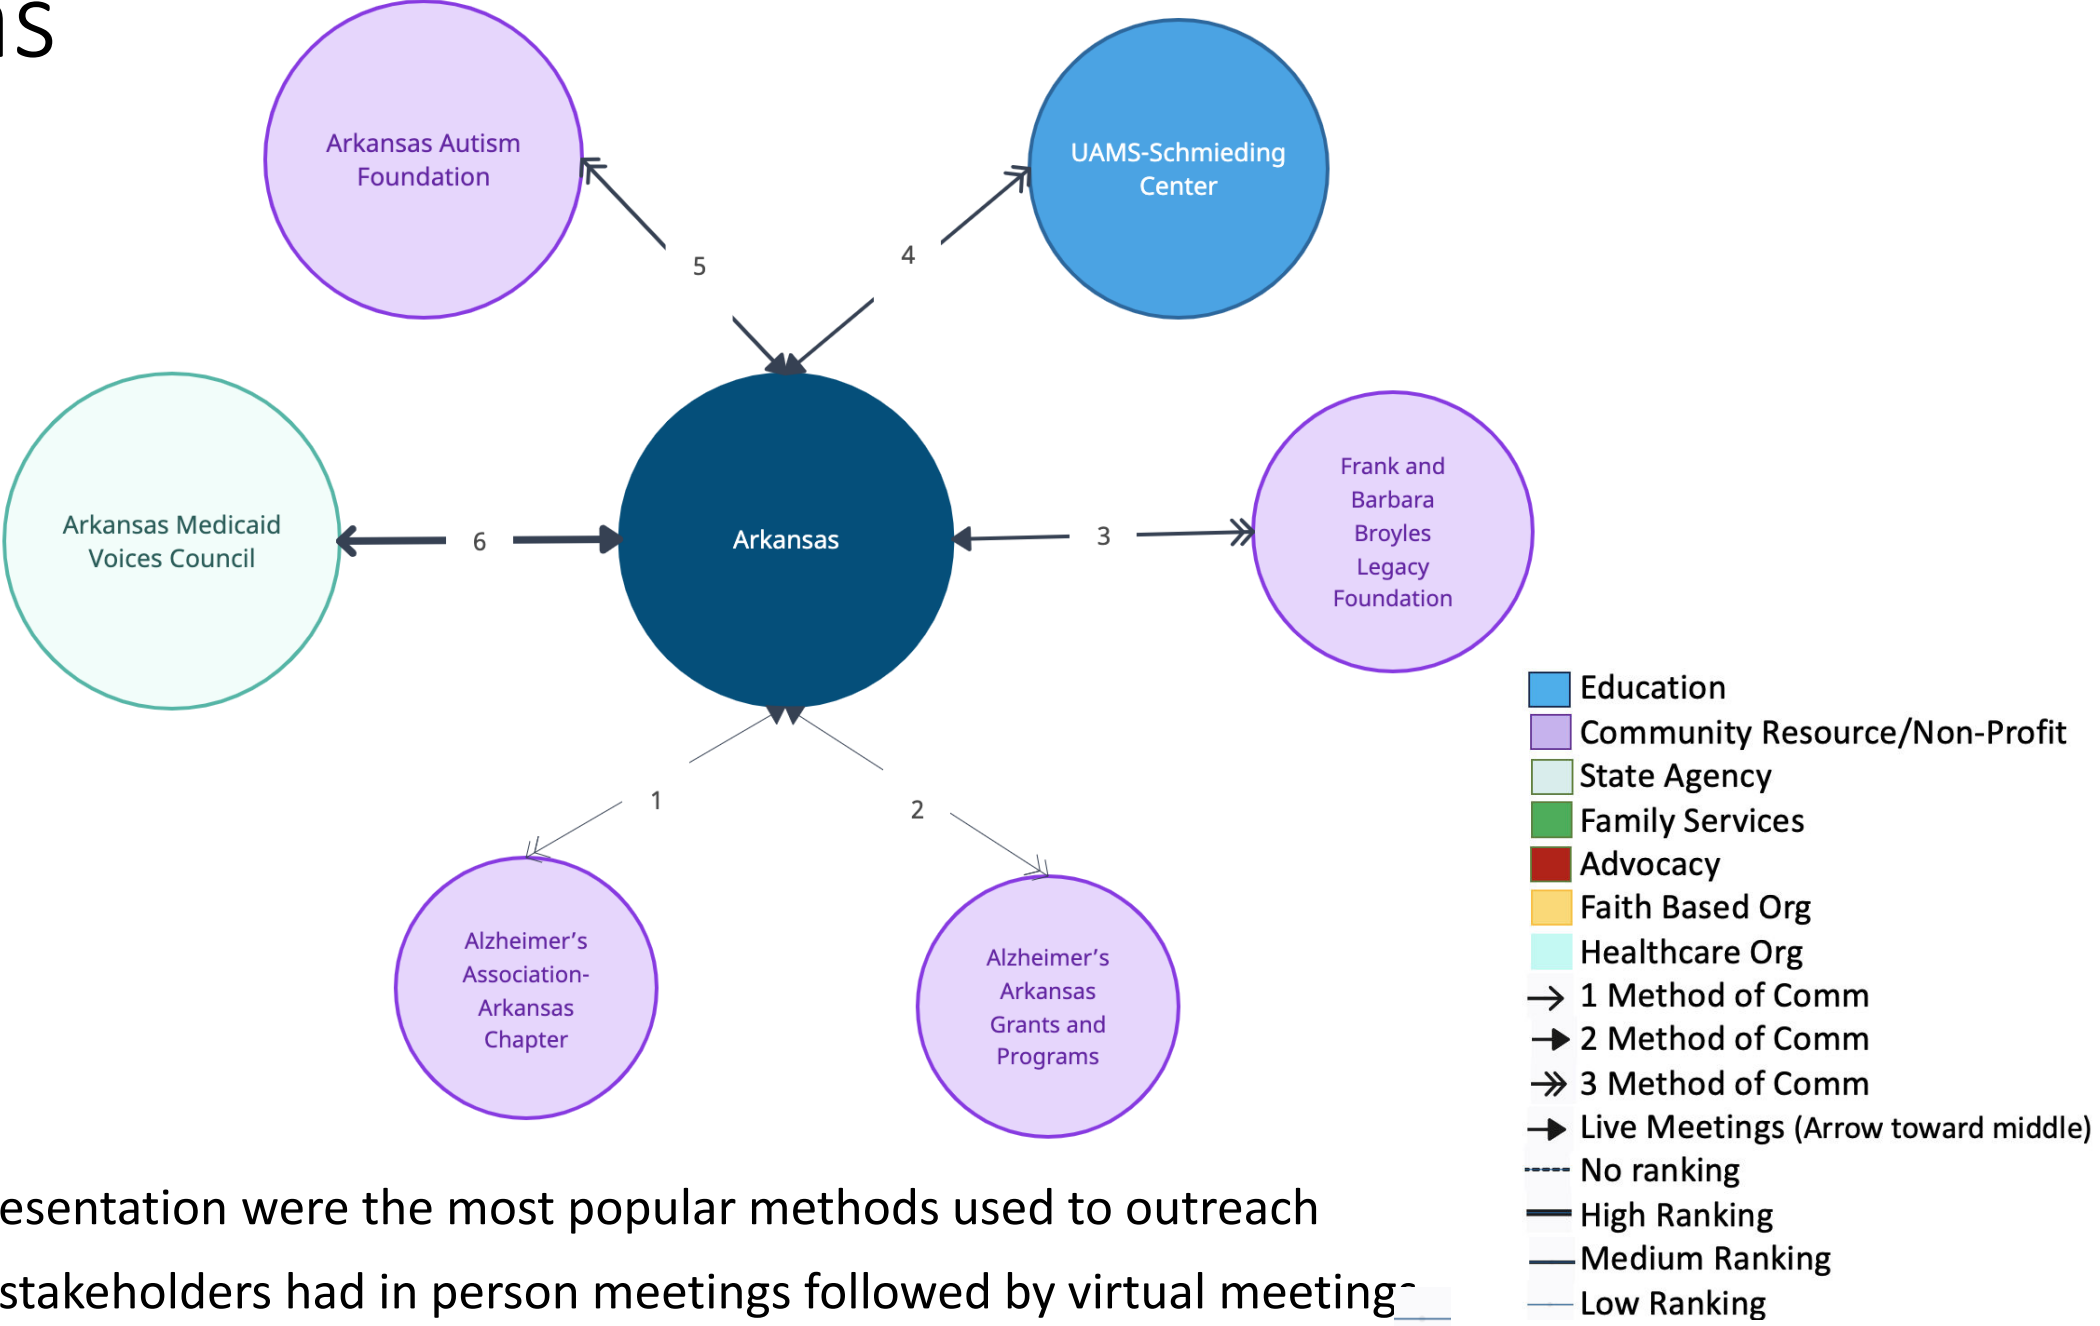 Arkansas Autism
Foundation
UAMS-Schmieding
Center
5
4
Arkansas Medicaid
Voices Council
6
Arkansas
3
Frank and
Barbara
Broyles
Legacy
Foundation
1
2
Alzheimer’s
Association-
Arkansas
Chapter
Alzheimer’s
Arkansas
Grants and
Programs
Education
Community Resource/Non-Profit
State Agency
Family Services
Advocacy
Faith Based Org
Healthcare Org
1 Method of Comm
2 Method of Comm
3 Method of Comm
Live Meetings (Arrow toward middle)
No ranking
High Ranking
Medium Ranking
Low Ranking
esentation were the most popular methods used to outreach
stakeholders had in person meetings followed by virtual meetings